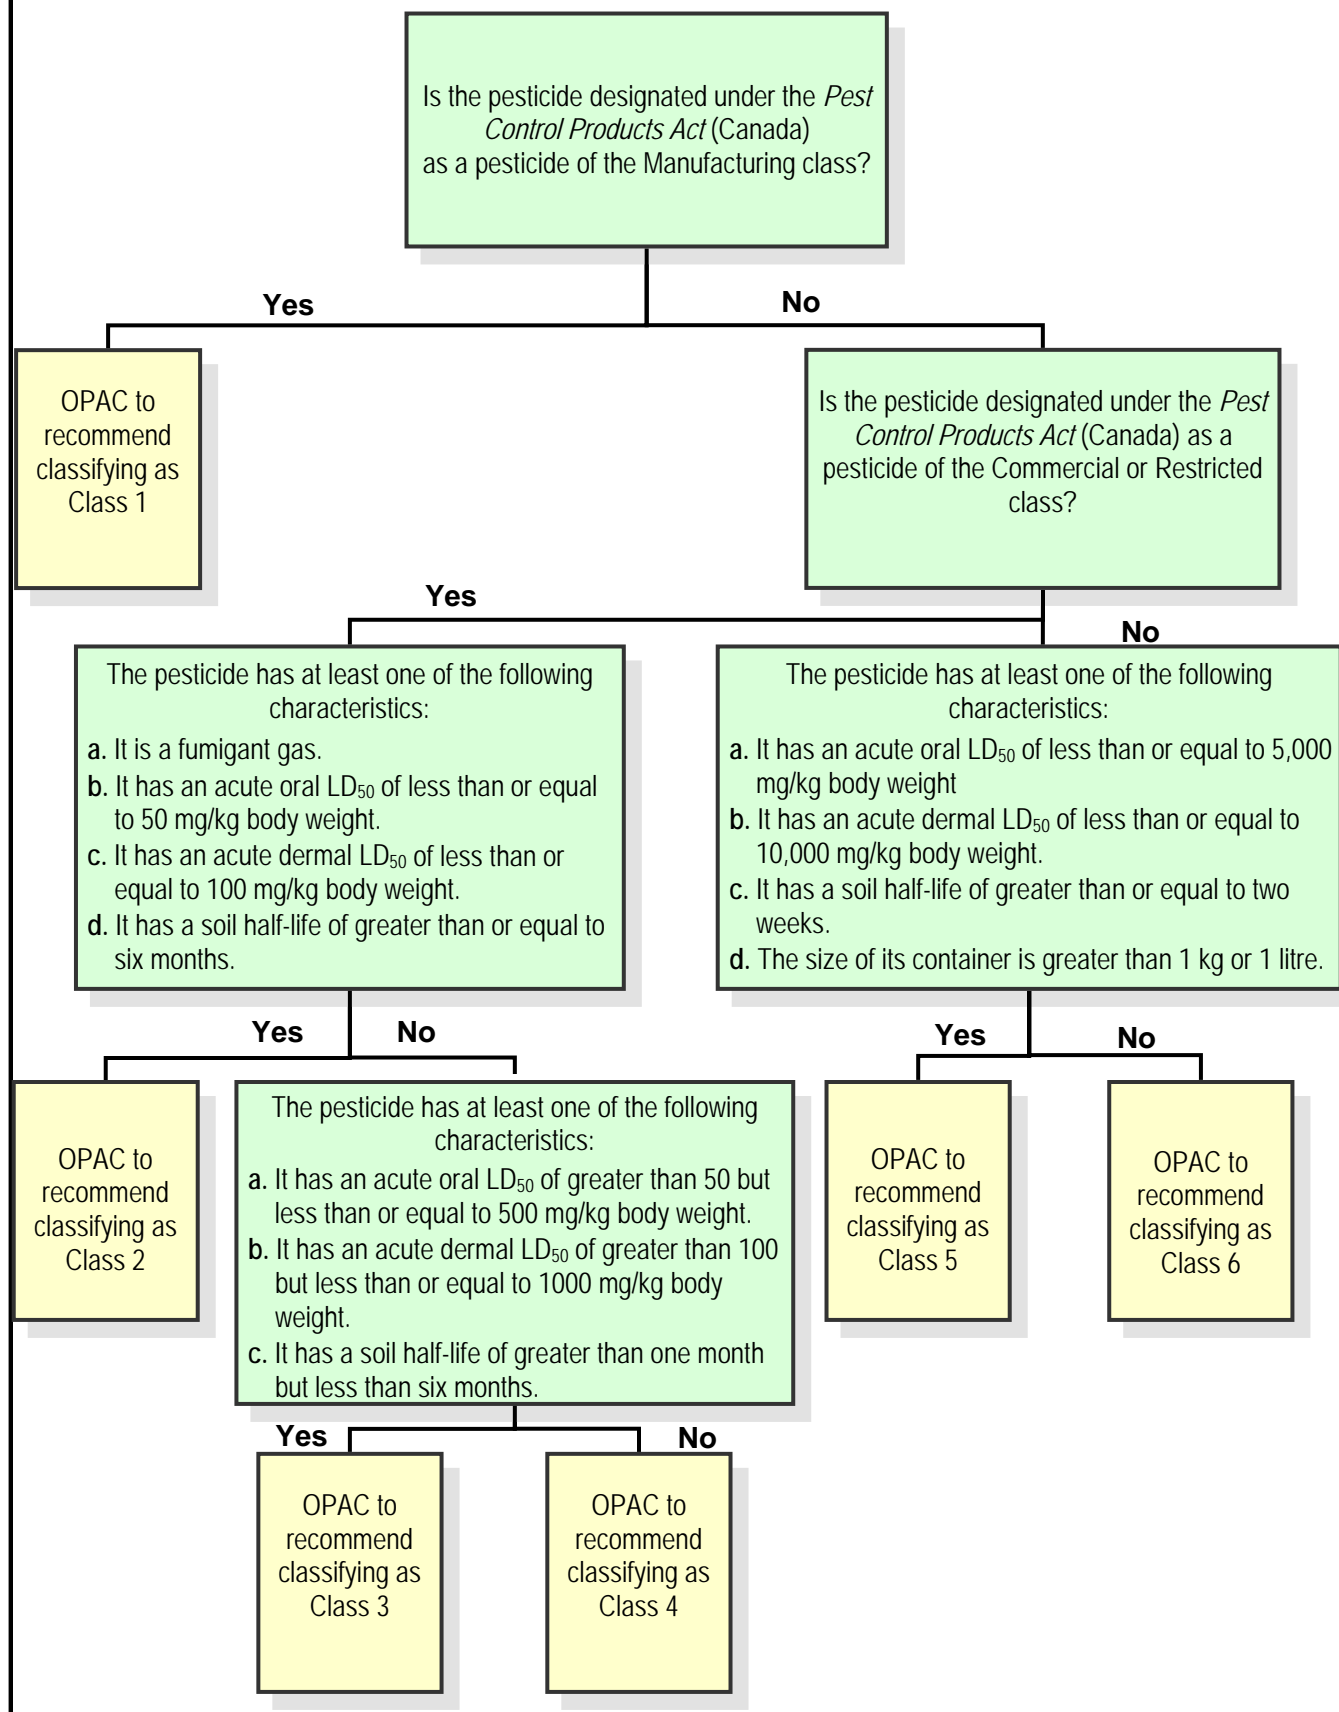 Is the pesticide designated under the Pest
Control Products Act (Canada)
as a pesticide of the Manufacturing class?
Yes
No
OPAC to
recommend
classifying as
Class 1
Is the pesticide designated under the Pest
Control Products Act (Canada) as a
pesticide of the Commercial or Restricted
class?
Yes
No
The pesticide has at least one of the following
characteristics:
a. It is a fumigant gas.
b. It has an acute oral LD50 of less than or equal
to 50 mg/kg body weight.
c. It has an acute dermal LD50 of less than or
equal to 100 mg/kg body weight.
d. It has a soil half-life of greater than or equal to
six months.
The pesticide has at least one of the following
characteristics:
a. It has an acute oral LD50 of less than or equal to 5,000
mg/kg body weight
b. It has an acute dermal LD50 of less than or equal to
10,000 mg/kg body weight.
c. It has a soil half-life of greater than or equal to two
weeks.
d. The size of its container is greater than 1 kg or 1 litre.
Yes
No
Yes
No
OPAC to
recommend
classifying as
Class 2
The pesticide has at least one of the following
characteristics:
a. It has an acute oral LD50 of greater than 50 but
less than or equal to 500 mg/kg body weight.
b. It has an acute dermal LD50 of greater than 100
but less than or equal to 1000 mg/kg body
weight.
c. It has a soil half-life of greater than one month
but less than six months.
OPAC to
recommend
classifying as
Class 5
OPAC to
recommend
classifying as
Class 6
Yes
No
OPAC to
recommend
classifying as
Class 3
OPAC to
recommend
classifying as
Class 4